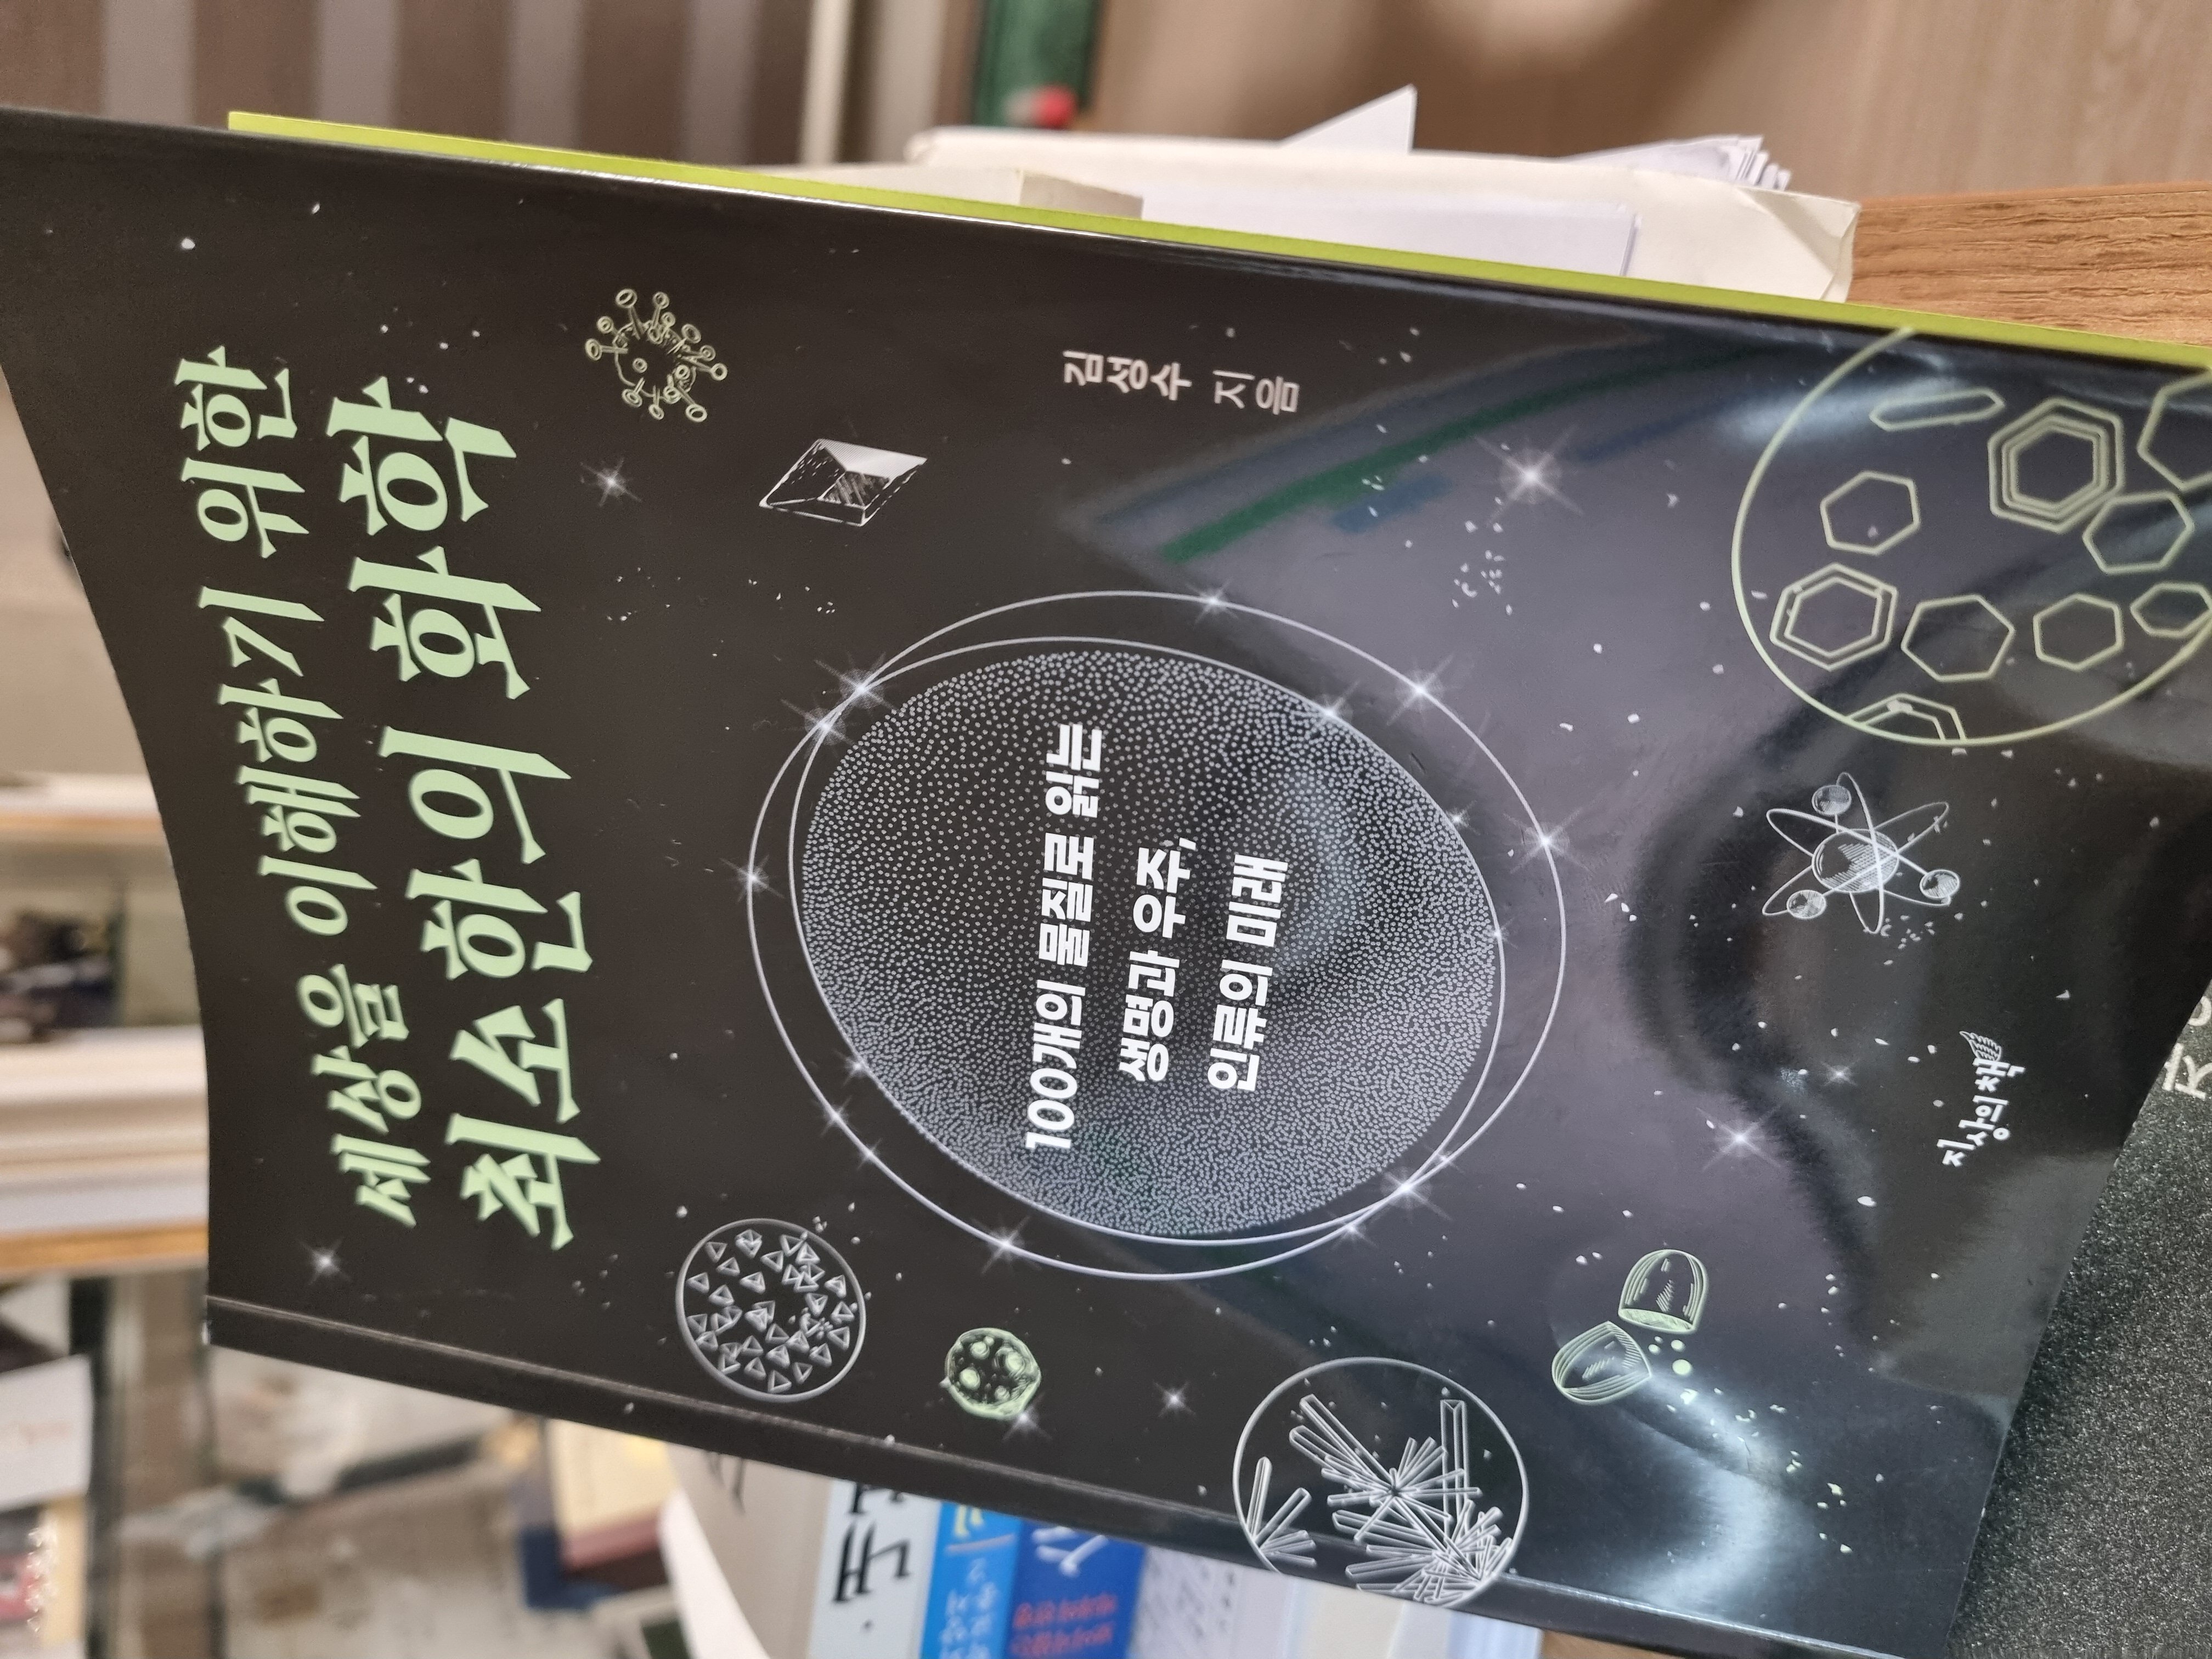 세상을 이해하기 위한
최소한의 화학
김성수 지음
100개의 물질로 읽는
생명과 우주,
인류의 미래
지상의책